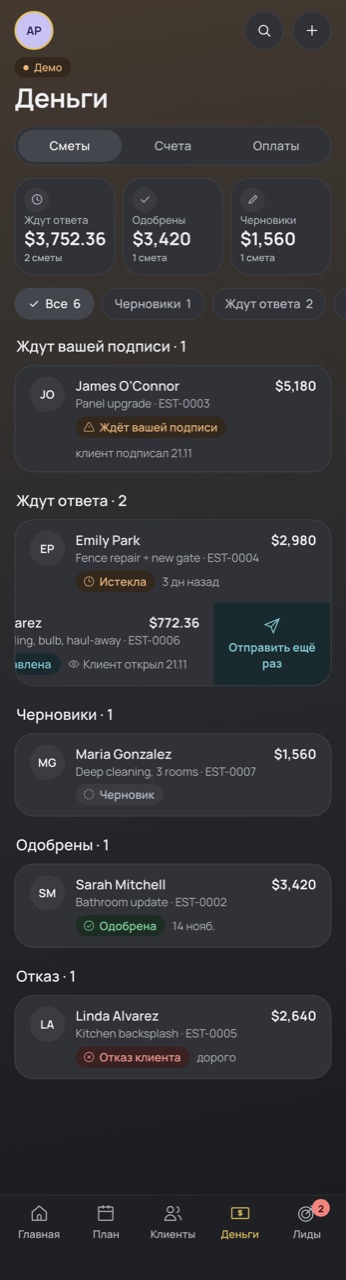 AP
Демо
Деньги
Сметы Счета Оплаты
Ждут ответа Одобрены Черновики
$3,752.36 $3,420 $1,560
2 сметы 1 смета 1 смета
Все 6 Черновики 1 Ждут ответа 2
Ждут вашей подписи · 1
JO James O'Connor $5,180
Panel upgrade · EST-0003
Ждёт вашей подписи
клиент подписал 21.11
Ждут ответа · 2
EP Emily Park $2,980
Fence repair + new gate · EST-0004
Истекла 3 дн назад
arez $772.36
ling, bulb, haul-away · EST-0006
авлена Клиент открыл 21.11
Отправить ещё
раз
Черновики · 1
MG Maria Gonzalez $1,560
Deep cleaning, 3 rooms · EST-0007
Черновик
Одобрены · 1
SM Sarah Mitchell $3,420
Bathroom update · EST-0002
Одобрена 14 нояб.
Отказ · 1
LA Linda Alvarez $2,640
Kitchen backsplash · EST-0005
Отказ клиента дорого
2
Главная План Клиенты Деньги Лиды